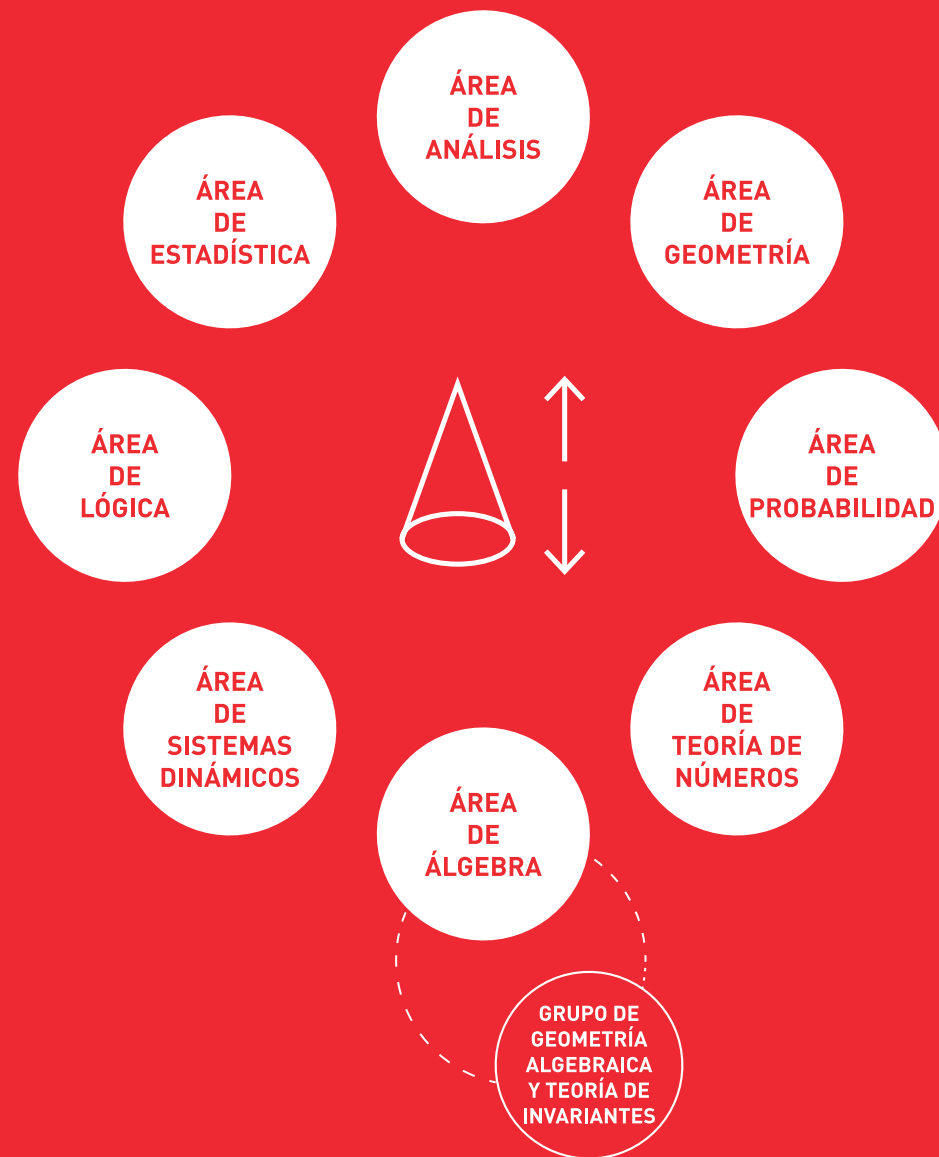 ÁREA
DE
ANÁLISIS
ÁREA
DE
ESTADÍSTICA
ÁREA
DE
GEOMETRÍA
ÁREA
DE
LÓGICA
ÁREA
DE
PROBABILIDAD
ÁREA
DE
SISTEMAS
DINÁMICOS
ÁREA
DE
TEORÍA DE
NÚMEROS
ÁREA
DE
ÁLGEBRA
GRUPO DE
GEOMETRÍA
ALGEBRAICA
Y TEORÍA DE
INVARIANTES